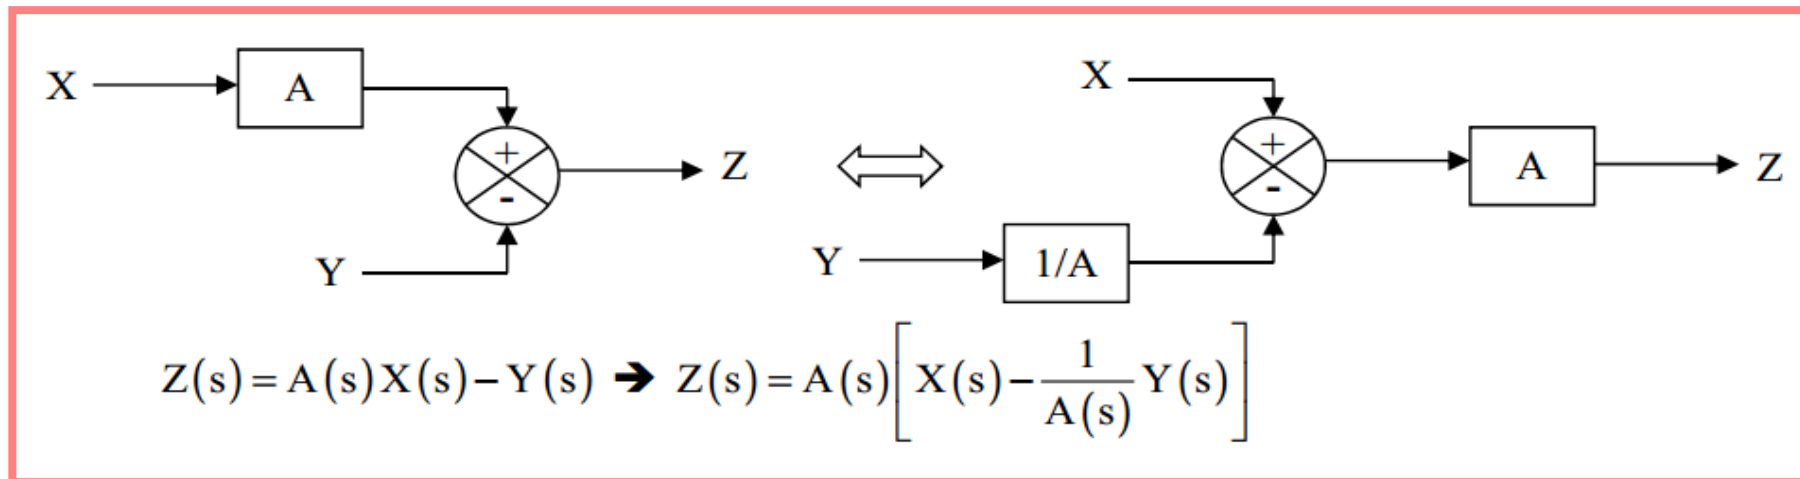 X A + - Z Y
X + - A Z Y 1/A
Z(s)=A(s)X(s)−Y(s) ➔ Z(s)=A(s)[X(s)−1/A(s) Y(s)]